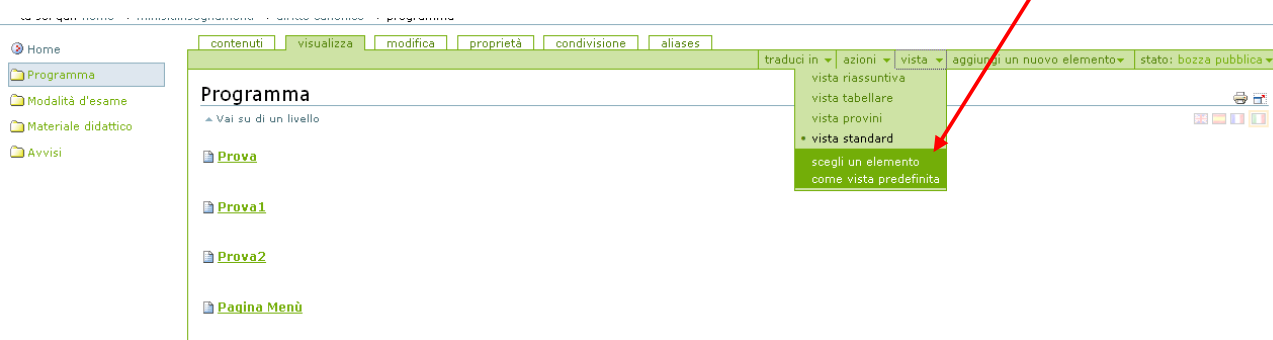 home
programma
contenuti visualizza modifica proprietà condivisione aliases
traduci in azioni vista aggiungi un nuovo elemento stato: bozza pubblica
Home
Programma
Modalità d'esame
Materiale didattico
Avvisi
vista riassuntiva
vista tabellare
vista provini
vista standard
scegli un elemento
come vista predefinita
Programma
Vai su di un livello
Prova
Prova1
Prova2
Pagina Menù